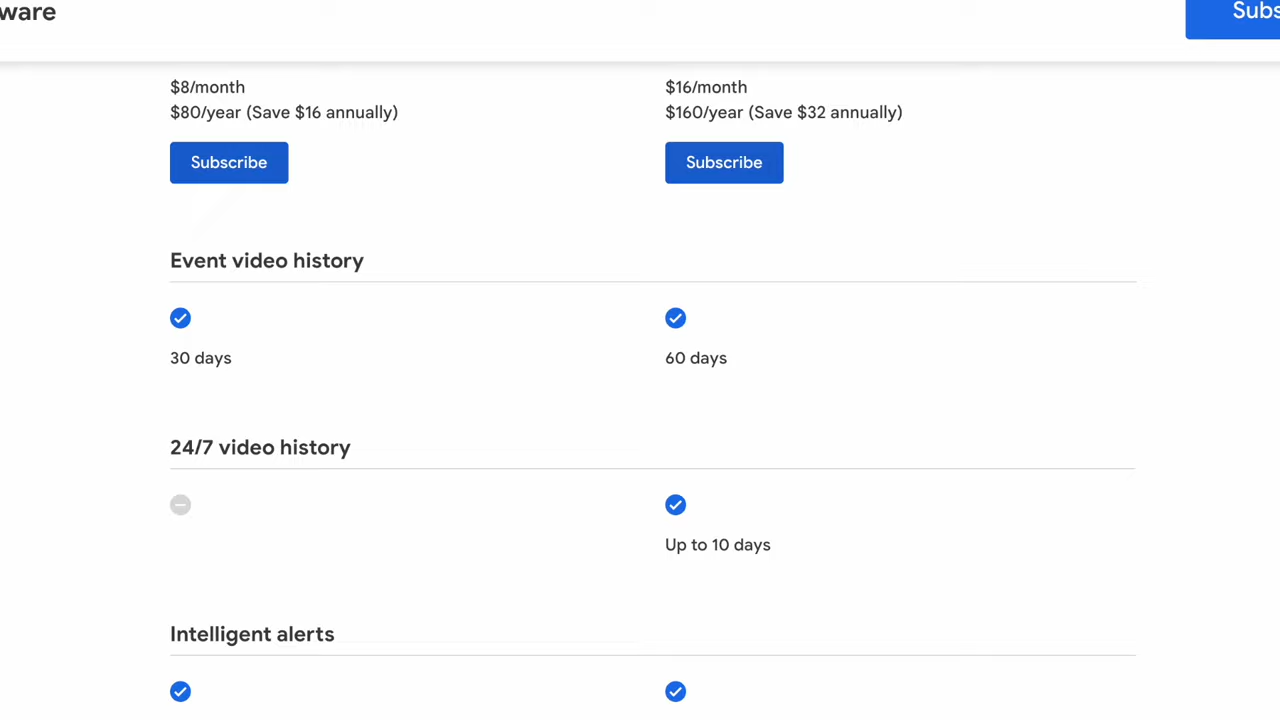 ware
Subs
$8/month
$16/month
$80/year (Save $16 annually)
$160/year (Save $32 annually)
Subscribe
Subscribe
Event video history
30 days
60 days
24/7 video history
Up to 10 days
Intelligent alerts